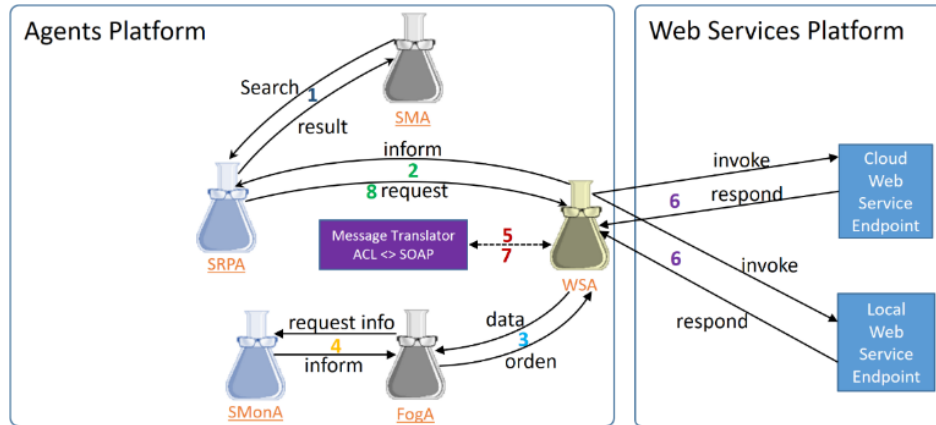 Agents Platform
Web Services Platform
Search
1
result
SMA
inform
2
8 request
SRPA
Message Translator
ACL <> SOAP
5
7
WSA
invoke
6
respond
Cloud
Web
Service
Endpoint
6
invoke
respond
Local
Web
Service
Endpoint
data
3
orden
request info
4
inform
SMonA
FogA